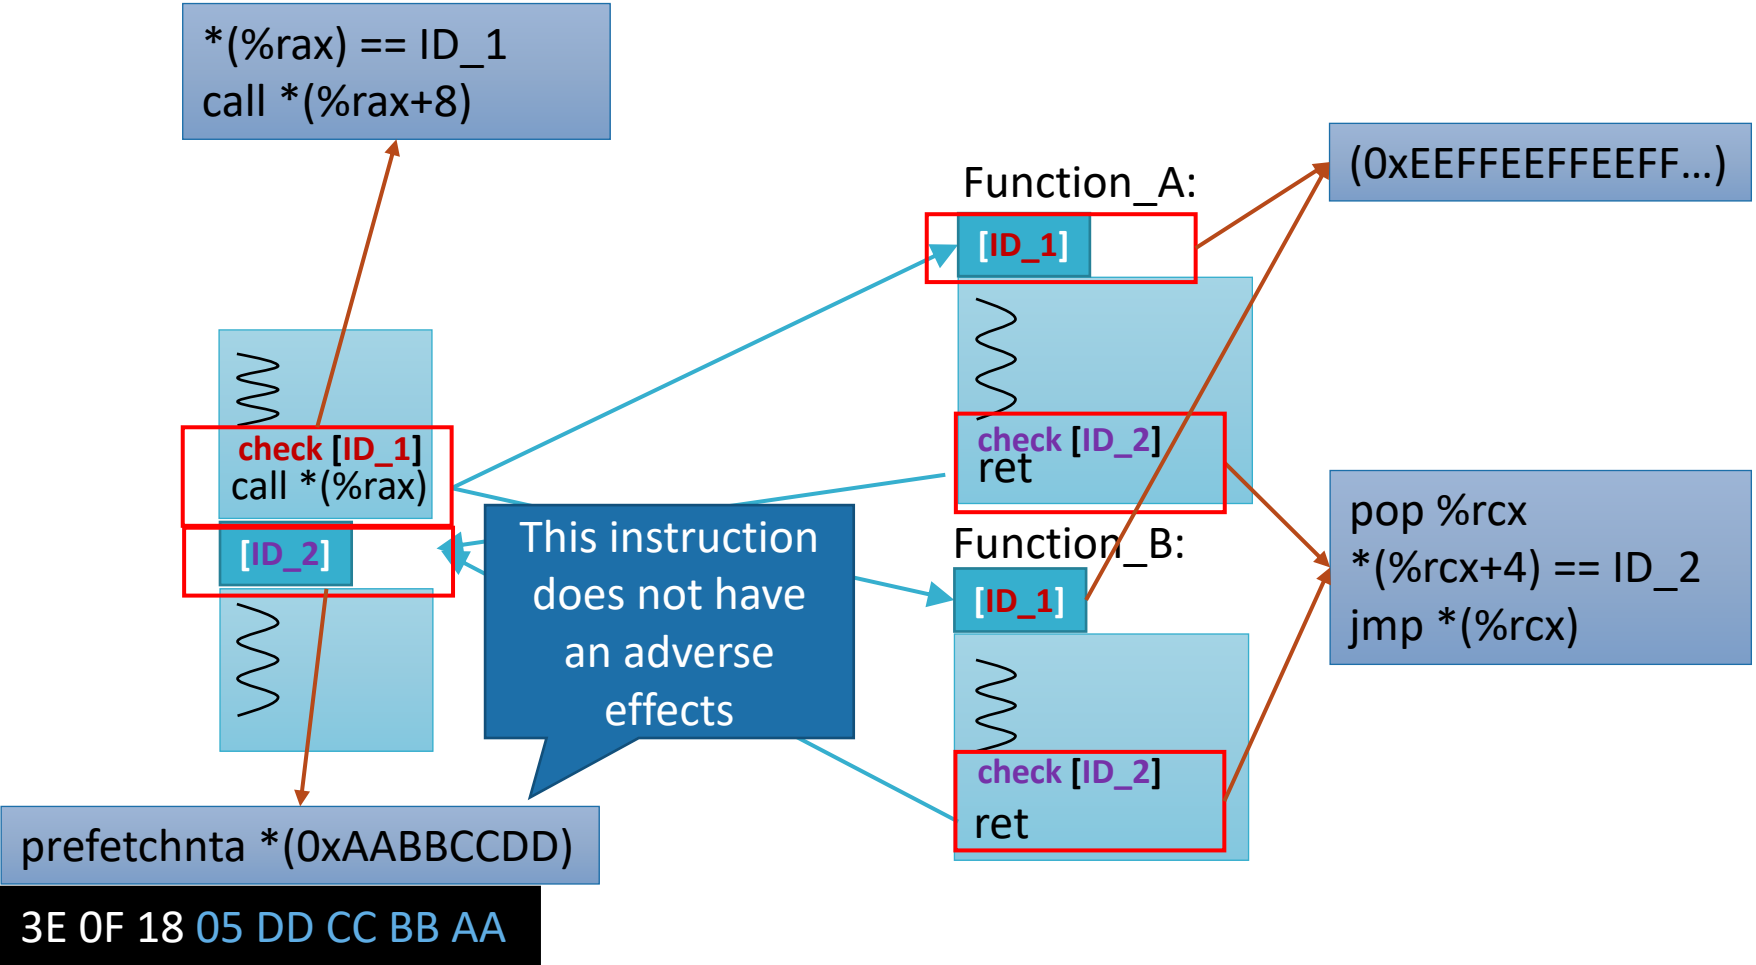 *(%rax) == ID_1
call *(%rax+8)
(0xEEFFEEFFEEFF...)
Function_A:
[ID_1]
check [ID_1]
call *(%rax)
[ID_2]
check [ID_2]
ret
This instruction
does not have
an adverse
effects
Function_B:
[ID_1]
pop %rcx
*(%rcx+4) == ID_2
jmp *(%rcx)
check [ID_2]
ret
prefetchnta *(0xAABBCCDD)
3E 0F 18 05 DD CC BB AA